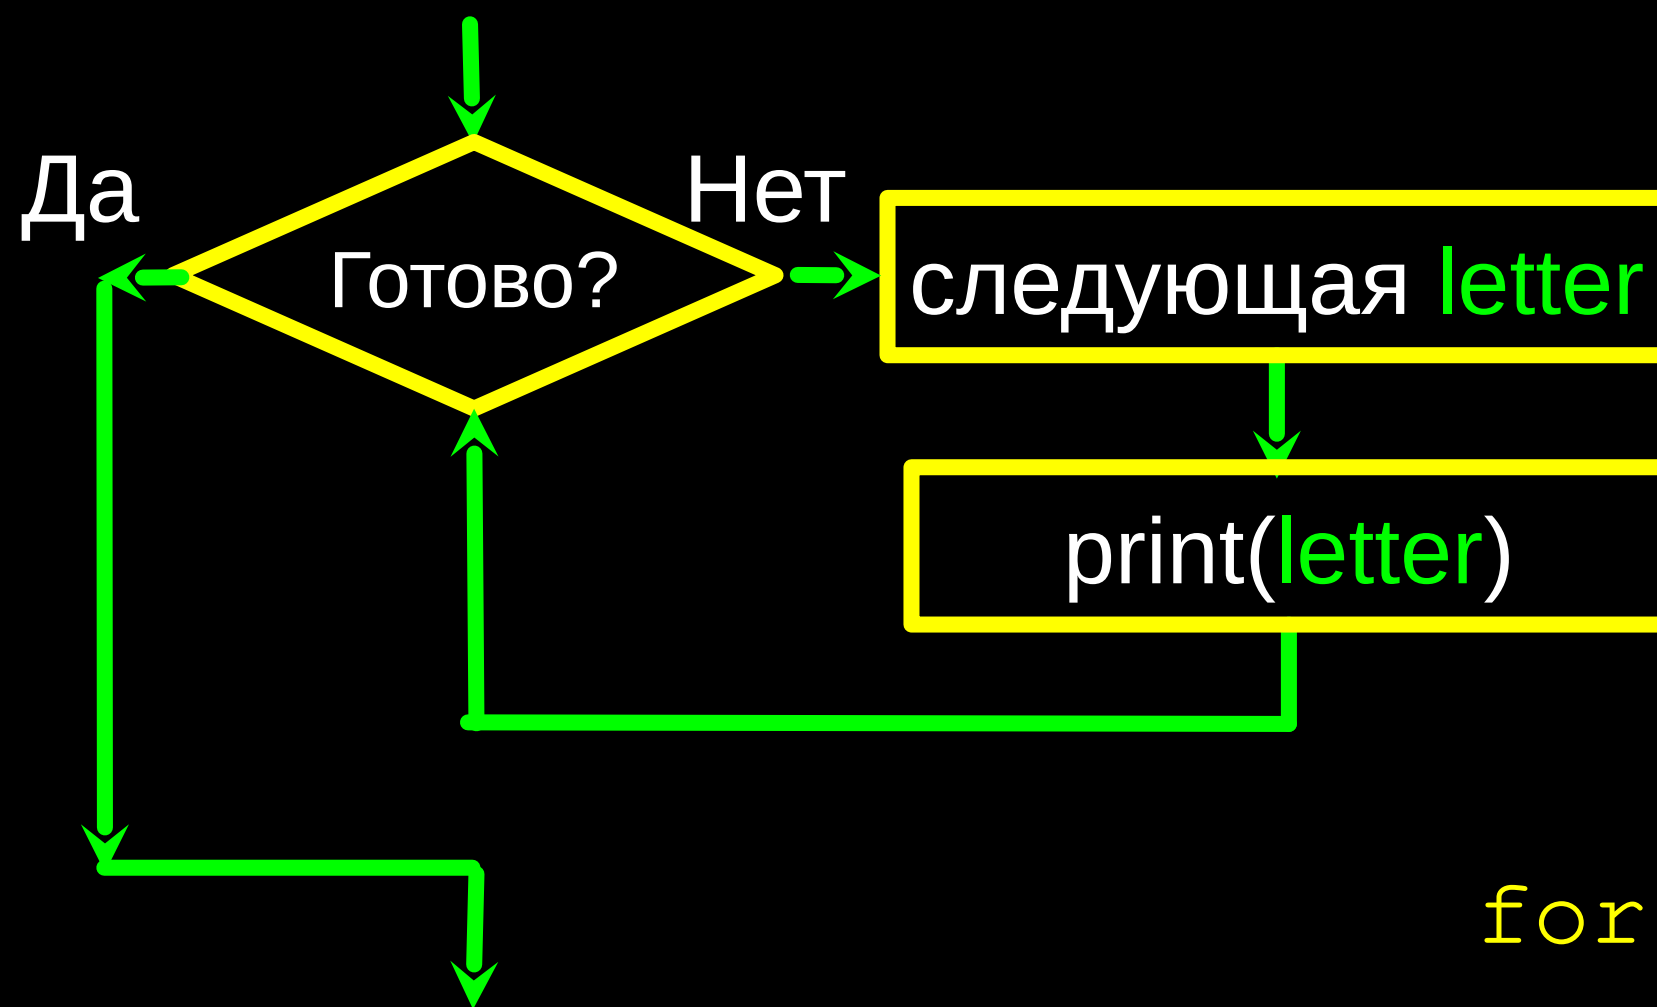 Да
Нет
Готово?
следующая letter
print(letter)
for